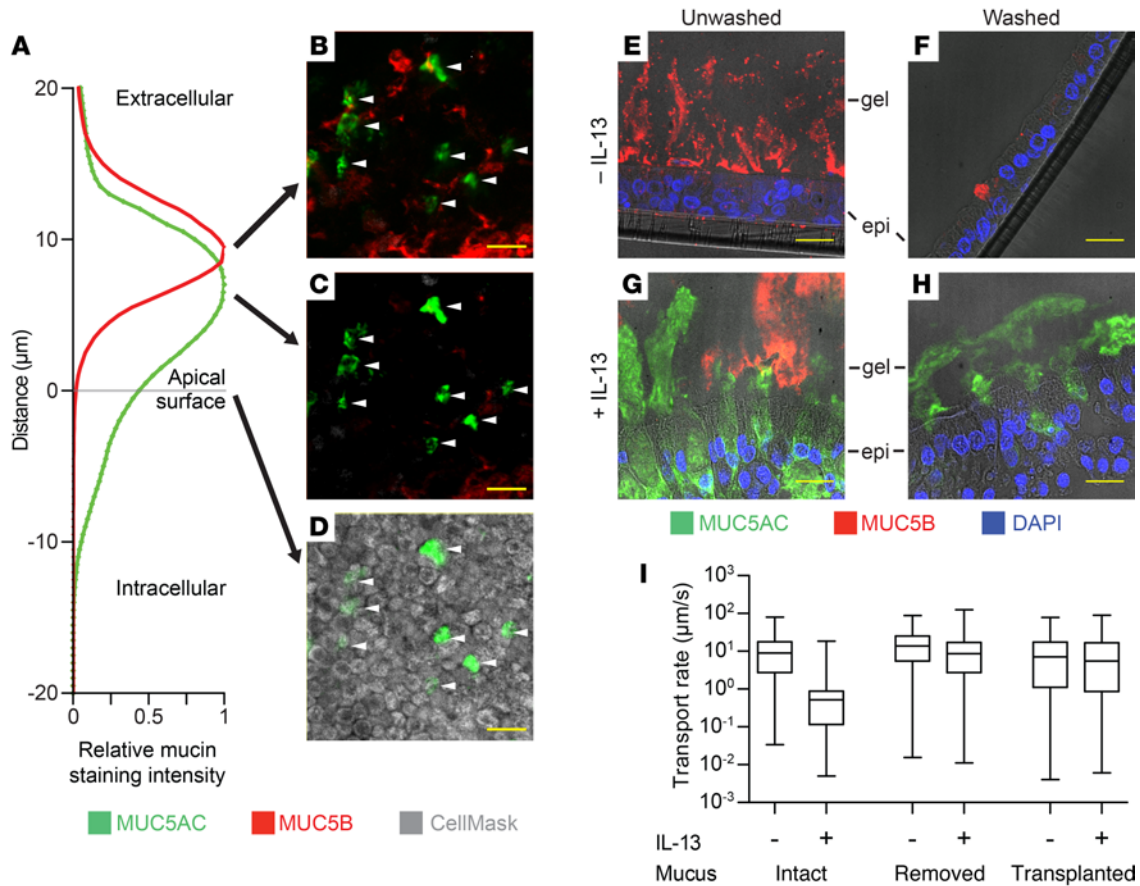 A
20
10
0
-10
-20
Distance (μm)
Extracellular
Apical
surface
Intracellular
0
0.5
1
Relative mucin
staining intensity
B
C
D
MUC5AC
MUC5B
CellMask
Unwashed
Washed
– IL-13
+ IL-13
E
F
gel
epi
G
H
gel
epi
MUC5AC
MUC5B
DAPI
I
Transport rate (μm/s)
10³
10²
10¹
10⁰
10⁻¹
10⁻²
10⁻³
IL-13 - + - + - +
Mucus Intact Removed Transplanted